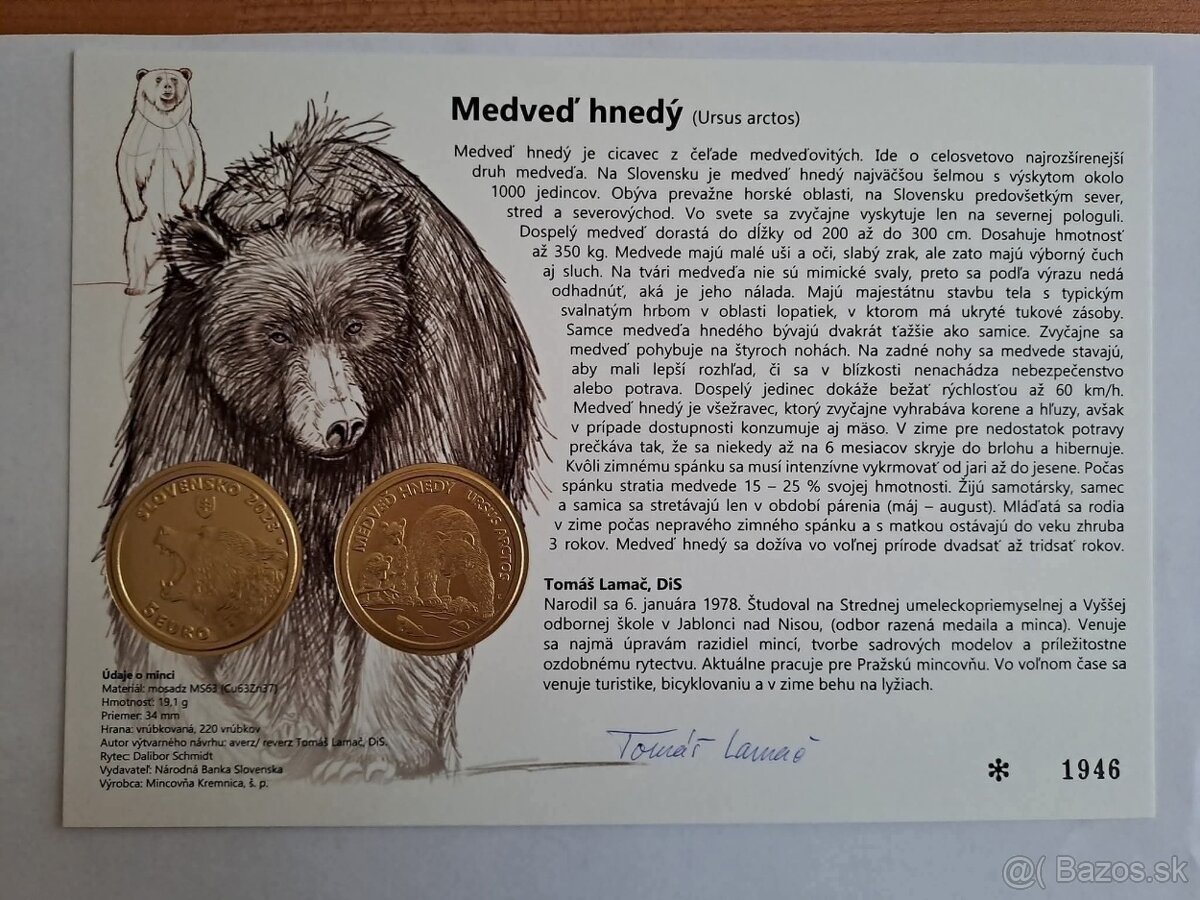 Medveď hnedý (Ursus arctos)
Medveď hnedý je cicavec z čeľade medveďovitých. Ide o celosvetovo najrozšírenejší
druh medveďa. Na Slovensku je medveď hnedý najväčšou šelmou s výskytom okolo
1000 jedincov. Obýva prevažne horské oblasti, na Slovensku predovšetkým sever,
stred a severovýchod. Vo svete sa zvyčajne vyskytuje len na severnej pologuli.
Dospelý medveď dorastá do dĺžky od 200 až do 300 cm. Dosahuje hmotnosť
až 350 kg. Medvede majú malé uši a oči, slabý zrak, ale zato majú výborný čuch
aj sluch. Na tvári medveďa nie sú mimické svaly, preto sa podľa výrazu nedá
odhadnúť, aká je jeho nálada. Majú majestátnu stavbu tela s typickým
svalnatým hrbom v oblasti lopatiek, v ktorom má ukryté tukové zásoby.
Samce medveďa hnedého bývajú dvakrát ťažšie ako samice. Zvyčajne sa
medveď pohybuje na štyroch nohách. Na zadné nohy sa medvede stavajú,
aby mali lepší rozhľad, či sa v blízkosti nenachádza nebezpečenstvo
alebo potrava. Dospelý jedinec dokáže bežať rýchlosťou až 60 km/h.
Medveď hnedý je všežravec, ktorý zvyčajne vyhrabáva korene a hľuzy, avšak
v prípade dostupnosti konzumuje aj mäso. V zime pre nedostatok potravy
prečkáva tak, že sa niekedy až na 6 mesiacov skryje do brlohu a hibernuje.
Kvôli zimnému spánku sa musí intenzívne vykrmovať od jari až do jesene. Počas
spánku stratia medvede 15 – 25 % svojej hmotnosti. Žijú samotársky, samec
a samica sa stretávajú len v období párenia (máj – august). Mláďatá sa rodia
v zime počas nepravého zimného spánku a s matkou ostávajú do veku zhruba
3 rokov. Medveď hnedý sa dožíva vo voľnej prírode dvadsať až tridsať rokov.
SLOVENSKO 2023
5 EURO
MEDVEĎ HNEDÝ URSUS ARCTOS
Tomáš Lamač, DiS
Narodil sa 6. januára 1978. Študoval na Strednej umeleckopriemyselnej a Vyššej
odbornej škole v Jablonci nad Nisou, (odbor razená medaila a minca). Venuje
sa najmä úpravám razidiel mincí, tvorbe sadrových modelov a príležitostne
ozdobnému rytectvu. Aktuálne pracuje pre Pražskú mincovňu. Vo voľnom čase sa
venuje turistike, bicyklovaniu a v zime behu na lyžiach.
Údaje o minci
Materiál: mosadz MS63 (Cu63Zn37)
Hmotnosť: 19,1 g
Priemer: 34 mm
Hrana: vrúbkovaná, 220 vrúbkov
Autor výtvarného návrhu: averz/ reverz Tomáš Lamač, DiS.
Rytec: Dalibor Schmidt
Vydavateľ: Národná Banka Slovenska
Výrobca: Mincovňa Kremnica, š. p.
Tomáš Lamač
* 1946
@( Bazos.sk